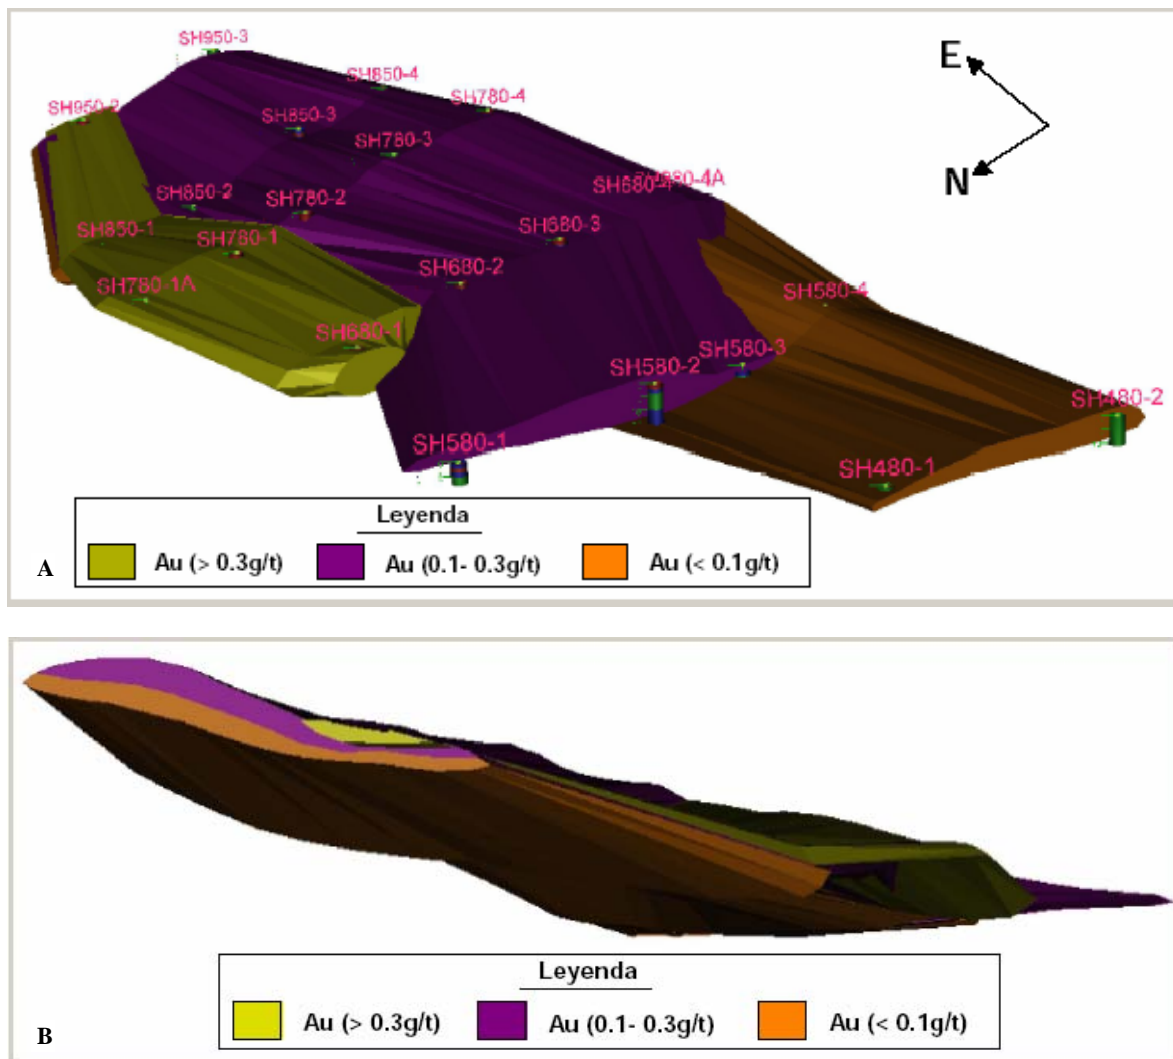 SH950-3
E
SH850-4
SH950-2
SH780-4
SH850-3
SH780-3
N
SH680-4
SH850-2
SH780-2
SH680-3
SH850-1
SH780-1
SH680-2
SH780-1A
SH580-4
SH680-1
SH580-3
SH580-2
SH480-2
SH580-1
SH480-1
Leyenda
A
Au (> 0.3g/t) Au (0.1- 0.3g/t) Au (< 0.1g/t)
Leyenda
B
Au (> 0.3g/t) Au (0.1- 0.3g/t) Au (< 0.1g/t)